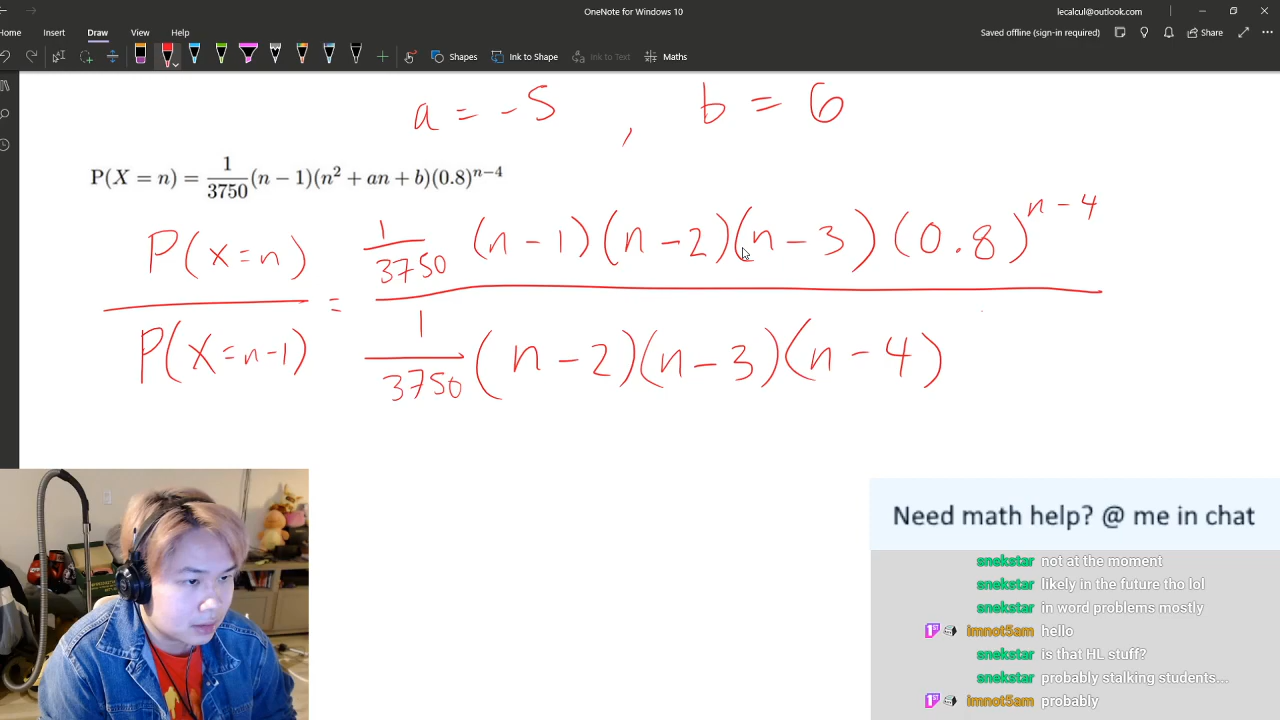 OneNote for Windows 10
lecalcul@outlook.com
Home Insert Draw View Help
Saved offline (sign-in required)
Share
Shapes Ink to Shape Ink to Text Maths
a = -5 , b = 6
P(X = n) = 1/3750 (n − 1)(n² + an + b)(0.8)ⁿ⁻⁴
P(X=n) / P(X=n-1) = 1/3750 (n-1)(n-2)(n-3)(0.8)^n-4
1/3750 (n-2)(n-3)(n-4)
Need math help? @ me in chat
snekstar not at the moment
snekstar likely in the future tho lol
snekstar in word problems mostly
imnot5am hello
snekstar is that HL stuff?
snekstar probably stalking students...
imnot5am probably